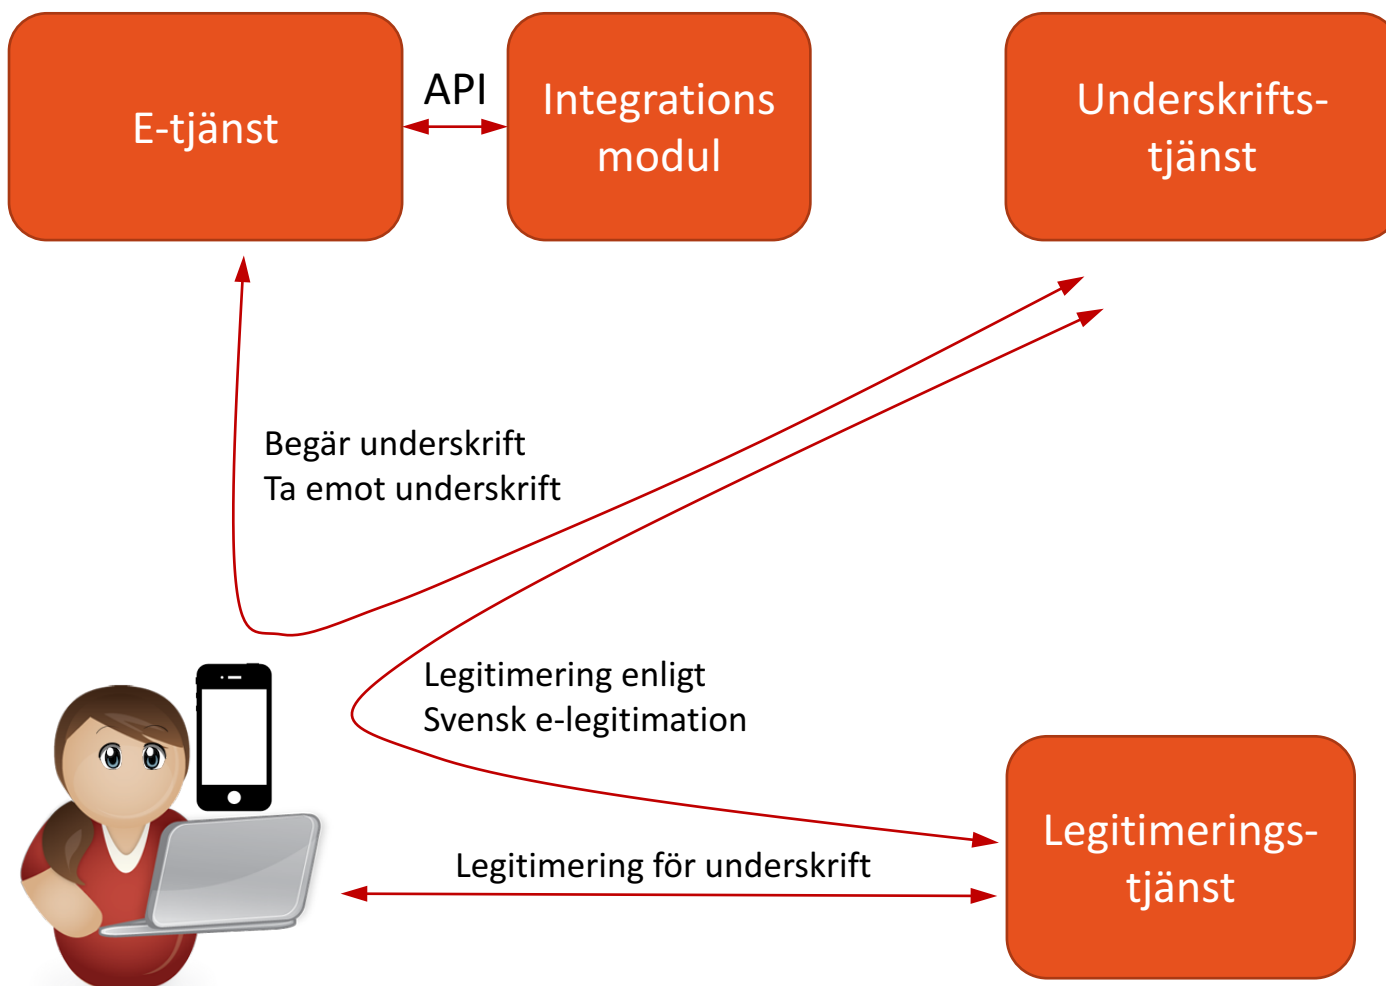 E-tjänst
API
Integrations
modul
Underskrifts-
tjänst
Begär underskrift
Ta emot underskrift
Legitimering enligt
Svensk e-legitimation
Legitimering för underskrift
Legitimerings-
tjänst